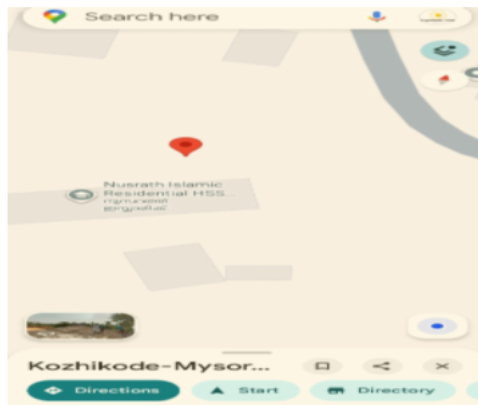 Search here
Nusrath Islamic
Residential HSS...
Kozhikode-Mysor...
Directions
Start
Directory